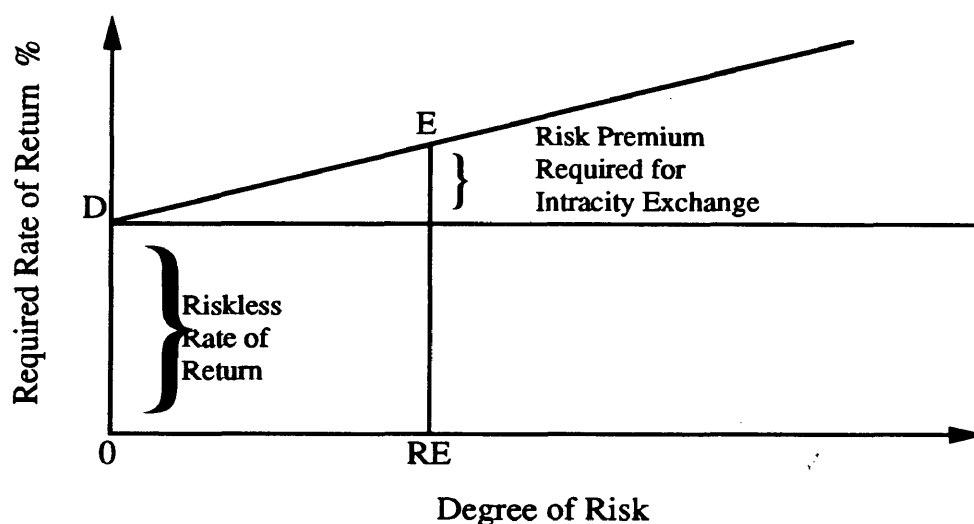 Required Rate of Return %
E
Risk Premium
Required for
Intracity Exchange
D
Riskless
Rate of
Return
0
RE
Degree of Risk